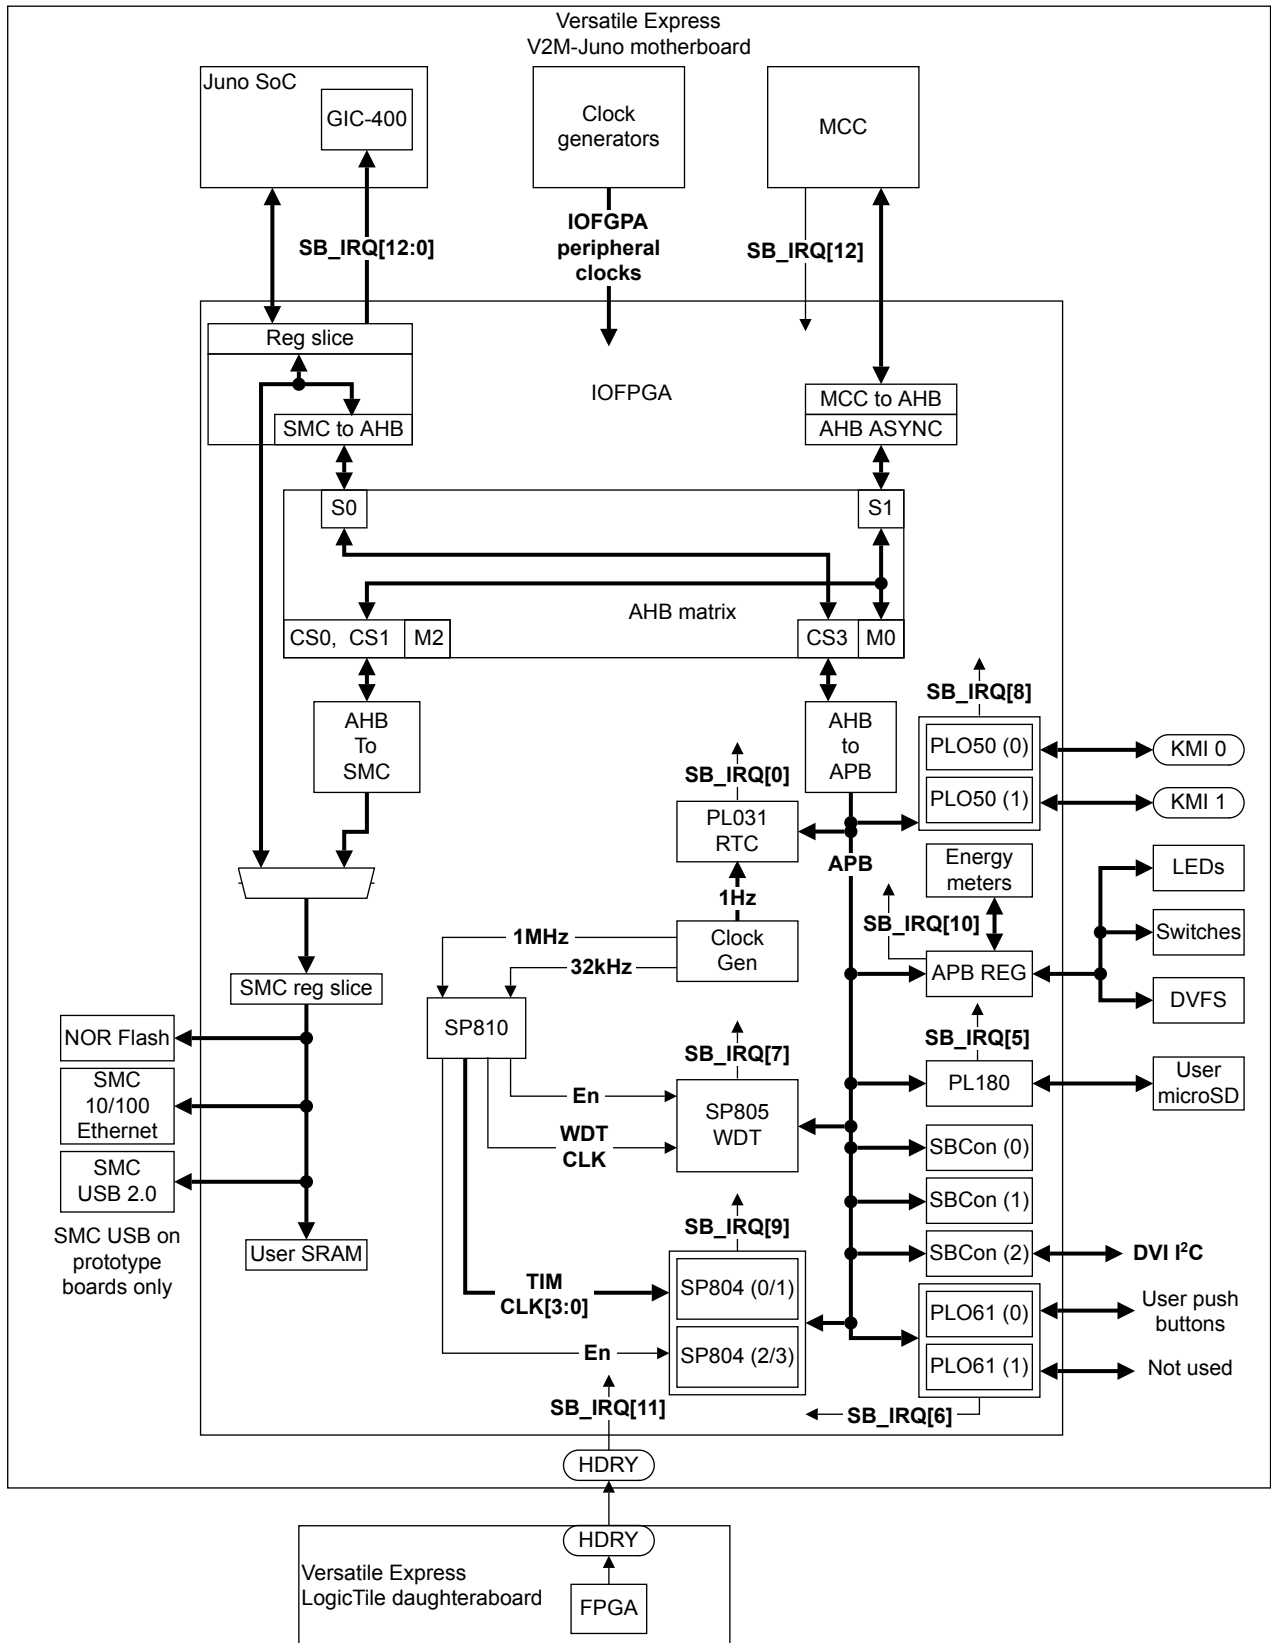 Versatile Express
V2M-Juno motherboard
Juno SoC
GIC-400
Clock
generators
MCC
SB_IRQ[12:0]
IOFGPA
peripheral
clocks
SB_IRQ[12]
Reg slice
IOFPGA
SMC to AHB
MCC to AHB
AHB ASYNC
S0
S1
AHB matrix
CS0, CS1
M2
CS3
M0
AHB
To
SMC
AHB
to
APB
SB_IRQ[8]
PLO50 (0)
PLO50 (1)
KMI 0
KMI 1
SB_IRQ[0]
PL031
RTC
APB
1Hz
Energy
meters
LEDs
SB_IRQ[10]
Switches
1MHz
32kHz
Clock
Gen
APB REG
DVFS
SMC reg slice
SP810
NOR Flash
SB_IRQ[7]
SB_IRQ[5]
SMC
10/100
Ethernet
En
SP805
WDT
WDT
CLK
PL180
User
microSD
SBCon (0)
SMC
USB 2.0
SBCon (1)
SMC USB on
prototype
boards only
User SRAM
SB_IRQ[9]
SBCon (2)
DVI I²C
TIM
CLK[3:0]
SP804 (0/1)
En
SP804 (2/3)
PLO61 (0)
User push
buttons
PLO61 (1)
Not used
SB_IRQ[11]
SB_IRQ[6]
HDRY
HDRY
Versatile Express
LogicTile daughteraboard
FPGA